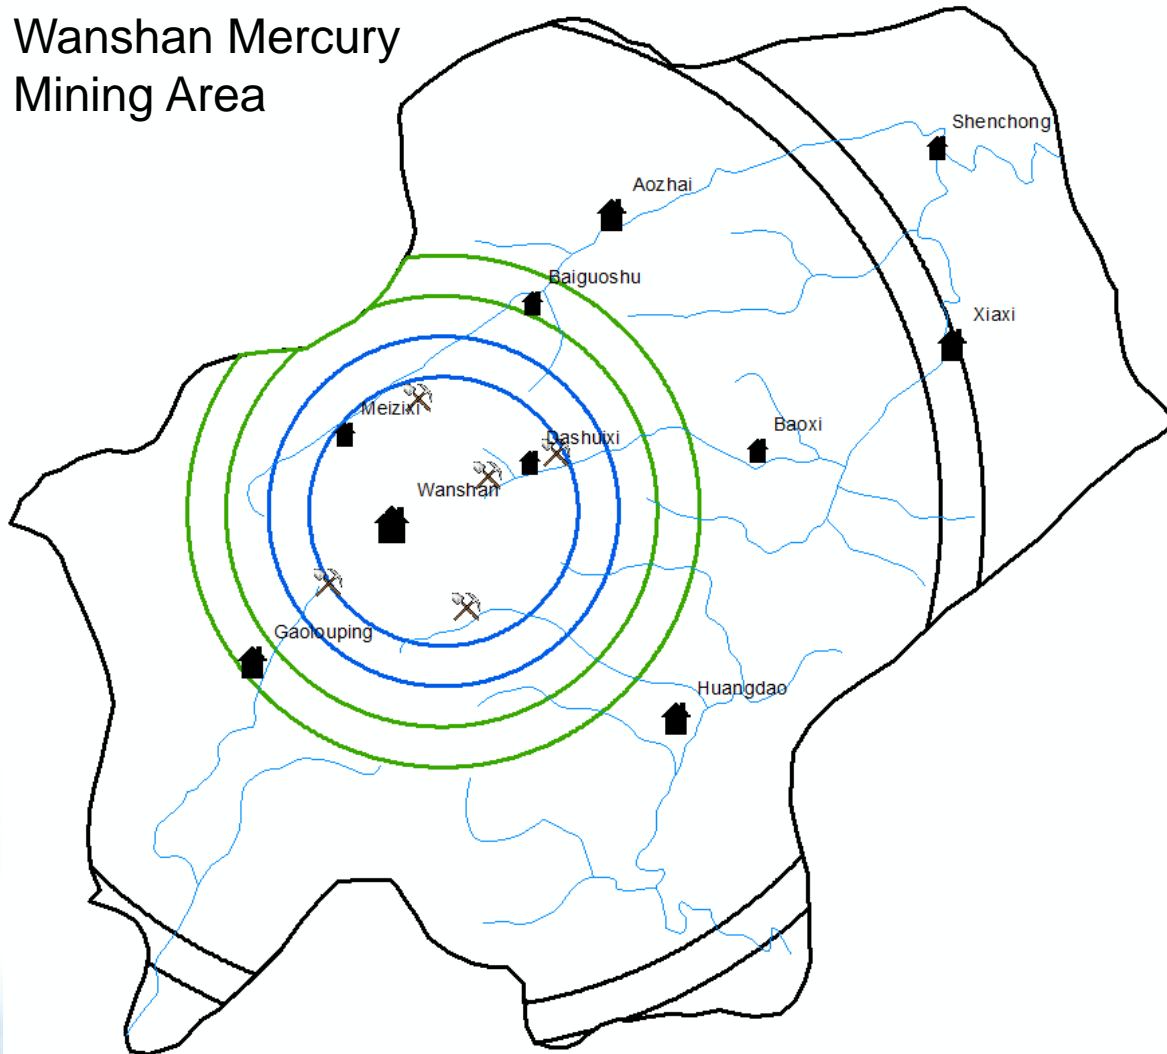 Wanshan Mercury
Mining Area
Shenchong
Aozhai
Baiguoshu
Xiaxi
Meizixi
Baoxi
Dashuixi
Wanshan
Gaolouping
Huangdao